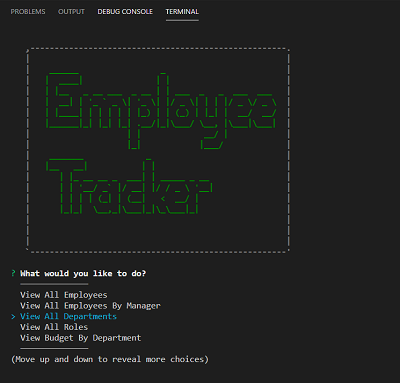 PROBLEMS OUTPUT DEBUG CONSOLE TERMINAL
Employee
Tracker
? What would you like to do?
View All Employees
View All Employees By Manager
> View All Departments
View All Roles
View Budget By Department
(Move up and down to reveal more choices)